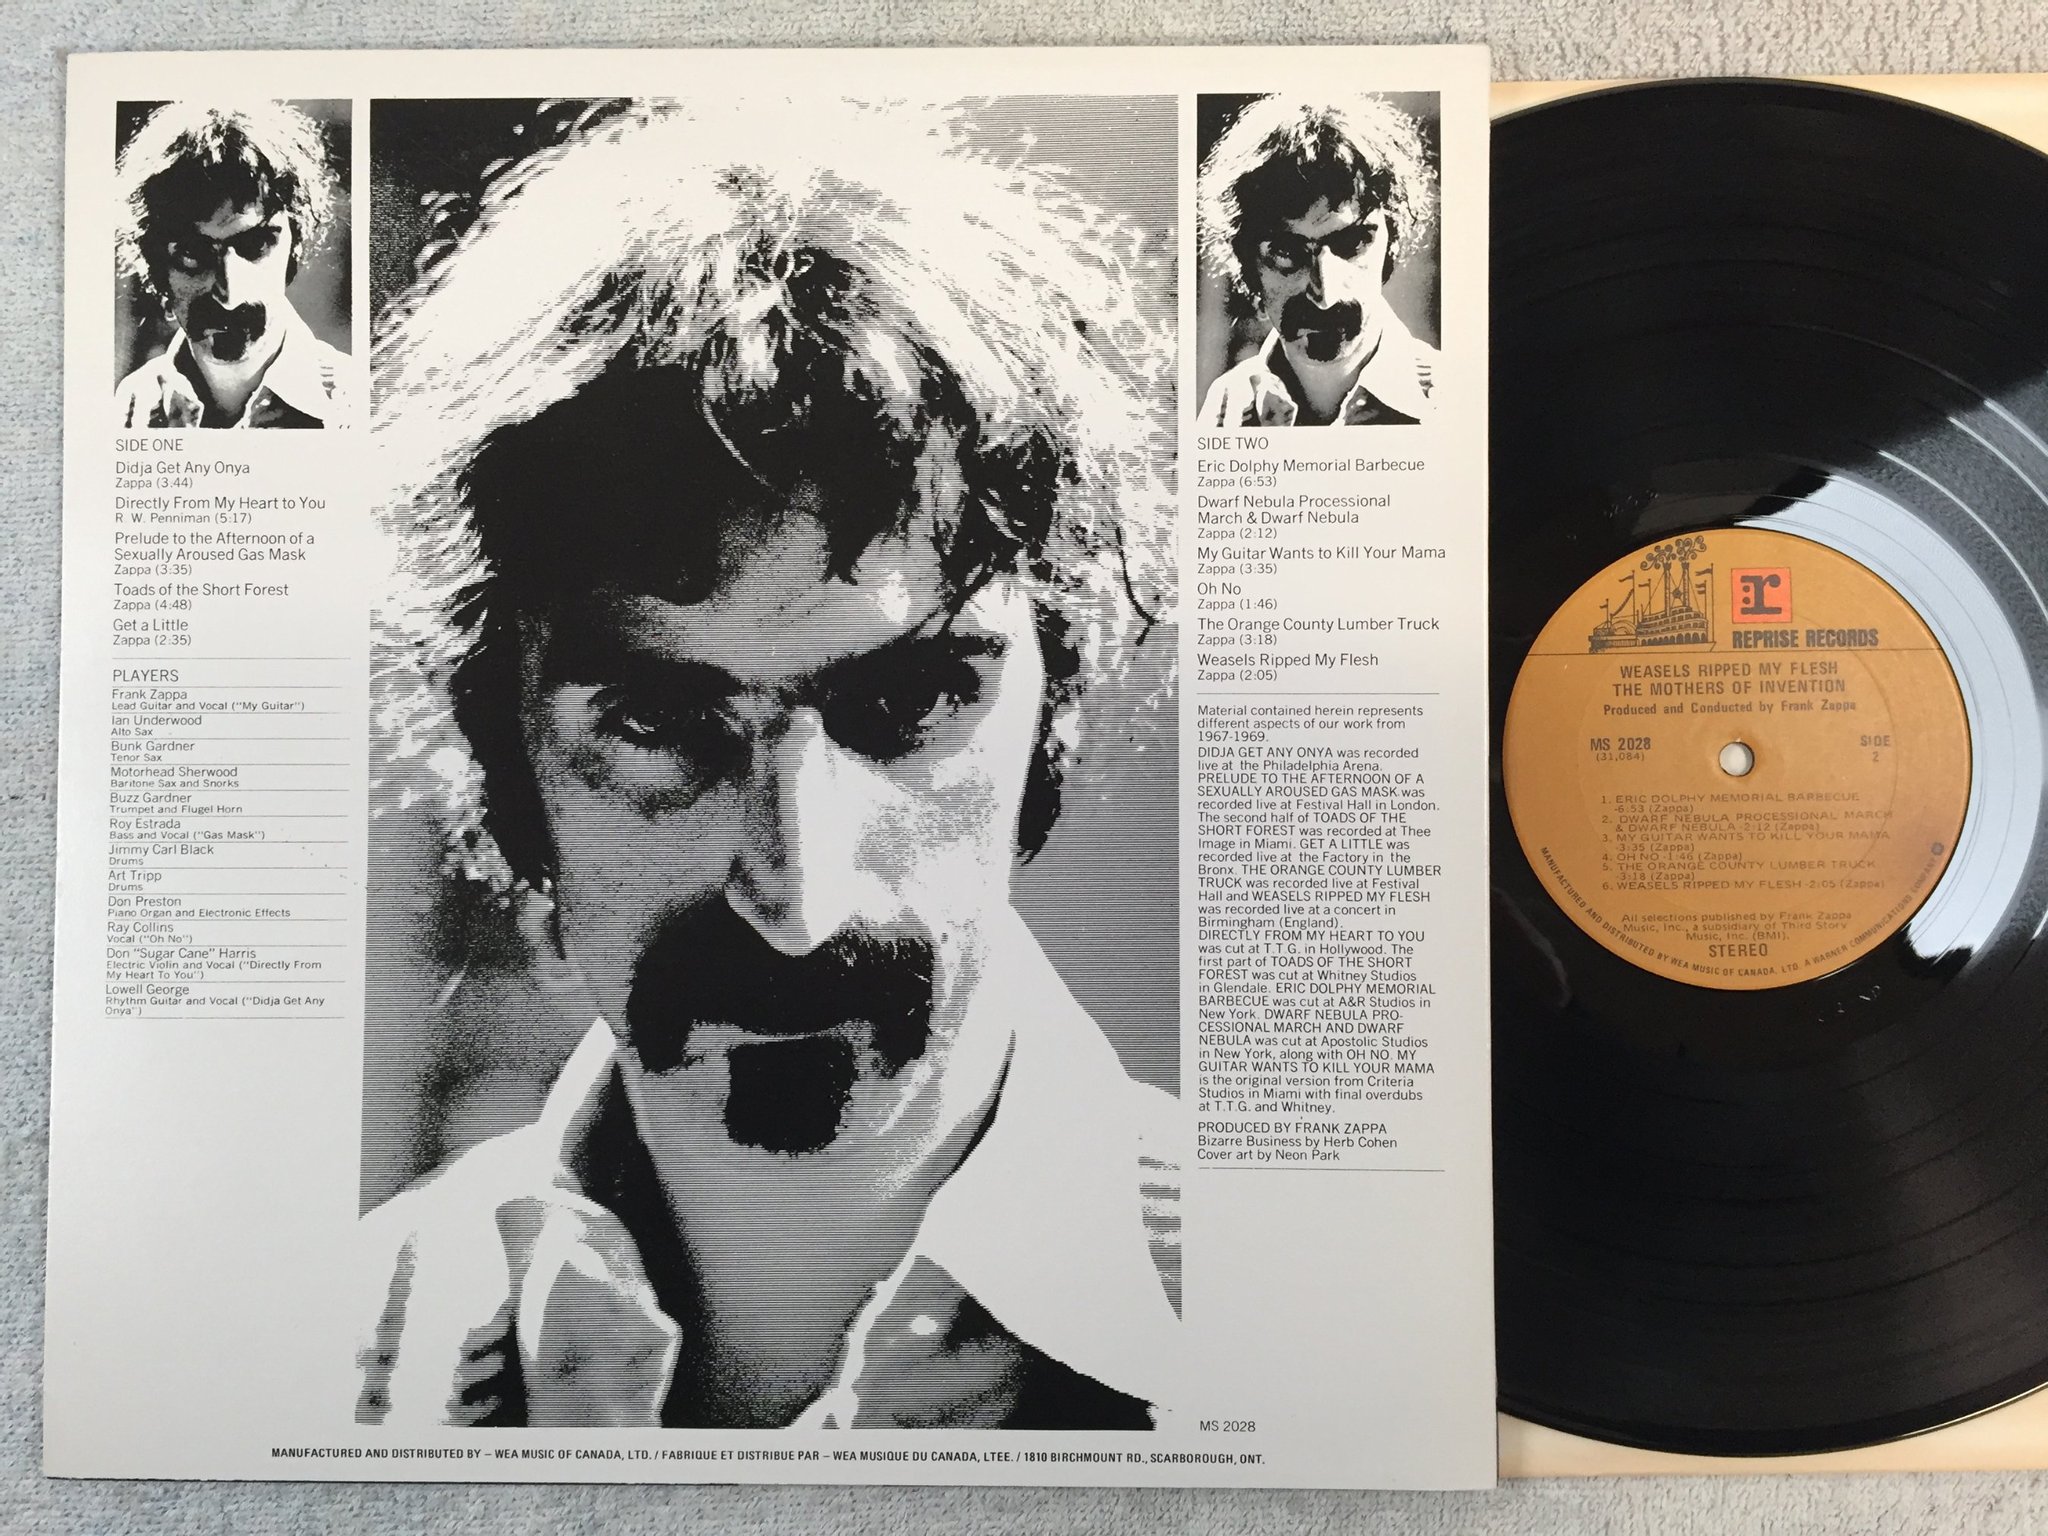 SIDE ONE
Didja Get Any Onya
Zappa (3:44)
Directly From My Heart to You
R. W. Penniman (5:17)
Prelude to the Afternoon of a
Sexually Aroused Gas Mask
Zappa (3:35)
Toads of the Short Forest
Zappa (4:48)
Get a Little
Zappa (2:35)
PLAYERS
Frank Zappa
Lead Guitar and Vocal ("My Guitar")
Ian Underwood
Alto Sax
Bunk Gardner
Tenor Sax
Motorhead Sherwood
Baritone Sax and Snorks
Buzz Gardner
Trumpet and Flugel Horn
Roy Estrada
Bass and Vocal ("Gas Mask")
Jimmy Carl Black
Drums
Art Tripp
Drums
Don Preston
Piano Organ and Electronic Effects
Ray Collins
Vocal ("Oh No")
Don "Sugar Cane" Harris
Electric Violin and Vocal ("Directly From
My Heart To You")
Lowell George
Rhythm Guitar and Vocal ("Didja Get Any
Onya")
SIDE TWO
Eric Dolphy Memorial Barbecue
Zappa (6:53)
Dwarf Nebula Processional
March & Dwarf Nebula
Zappa (2:12)
My Guitar Wants to Kill Your Mama
Zappa (3:35)
Oh No
Zappa (1:46)
The Orange County Lumber Truck
Zappa (3:18)
Weasels Ripped My Flesh
Zappa (2:05)
Material contained herein represents
different aspects of our work from
1967-1969.
DIDJA GET ANY ONYA was recorded
live at the Philadelphia Arena.
PRELUDE TO THE AFTERNOON OF A
SEXUALLY AROUSED GAS MASK was
recorded live at Festival Hall in London.
The second half of TOADS OF THE
SHORT FOREST was recorded at Thee
Image in Miami. GET A LITTLE was
recorded live at the Factory in the
Bronx. THE ORANGE COUNTY LUMBER
TRUCK was recorded live at Festival
Hall and WEASELS RIPPED MY FLESH
was recorded live at a concert in
Birmingham (England).
DIRECTLY FROM MY HEART TO YOU
was cut at T.T.G. in Hollywood. The
first part of TOADS OF THE SHORT
FOREST was cut at Whitney Studios
in Glendale. ERIC DOLPHY MEMORIAL
BARBECUE was cut at A&R Studios in
New York. DWARF NEBULA PRO-
CESSIONAL MARCH AND DWARF
NEBULA was cut at Apostolic Studios
in New York, along with OH NO. MY
GUITAR WANTS TO KILL YOUR MAMA
is the original version from Criteria
Studios in Miami with final overdubs
at T.T.G. and Whitney.
PRODUCED BY FRANK ZAPPA
Bizarre Business by Herb Cohen
Cover art by Neon Park
MS 2028
MANUFACTURED AND DISTRIBUTED BY – WEA MUSIC OF CANADA, LTD. / FABRIQUE ET DISTRIBUE PAR – WEA MUSIQUE DU CANADA, LTEE. / 1810 BIRCHMOUNT RD., SCARBOROUGH, ONT.
r
REPRISE RECORDS
WEASELS RIPPED MY FLESH
THE MOTHERS OF INVENTION
Produced and Conducted by Frank Zappa
MS 2028
(31,084)
SIDE
2
1. ERIC DOLPHY MEMORIAL BARBECUE
-6:53 (Zappa)
2. DWARF NEBULA PROCESSIONAL MARCH
& DWARF NEBULA -2:12 (Zappa)
3. MY GUITAR WANTS TO KILL YOUR MAMA
-3:35 (Zappa)
4. OH NO -1:46 (Zappa)
5. THE ORANGE COUNTY LUMBER TRUCK
-3:18 (Zappa)
6. WEASELS RIPPED MY FLESH -2:05 (Zappa)
All selections published by Frank Zappa
Music, Inc., a subsidiary of Third Story
Music, Inc. (BMI).
STEREO
MANUFACTURED AND DISTRIBUTED BY WEA MUSIC OF CANADA, LTD. A WARNER COMMUNICATIONS COMPANY